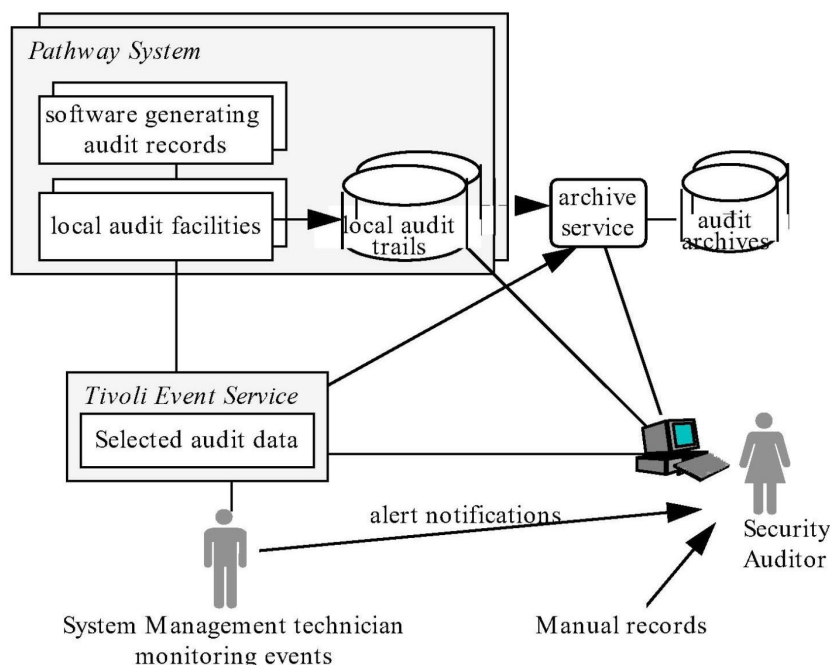 Pathway System
software generating
audit records
local audit facilities
local audit
trails
archive
service
audit
archives
Tivoli Event Service
Selected audit data
alert notifications
Security
Auditor
System Management technician
monitoring events
Manual records